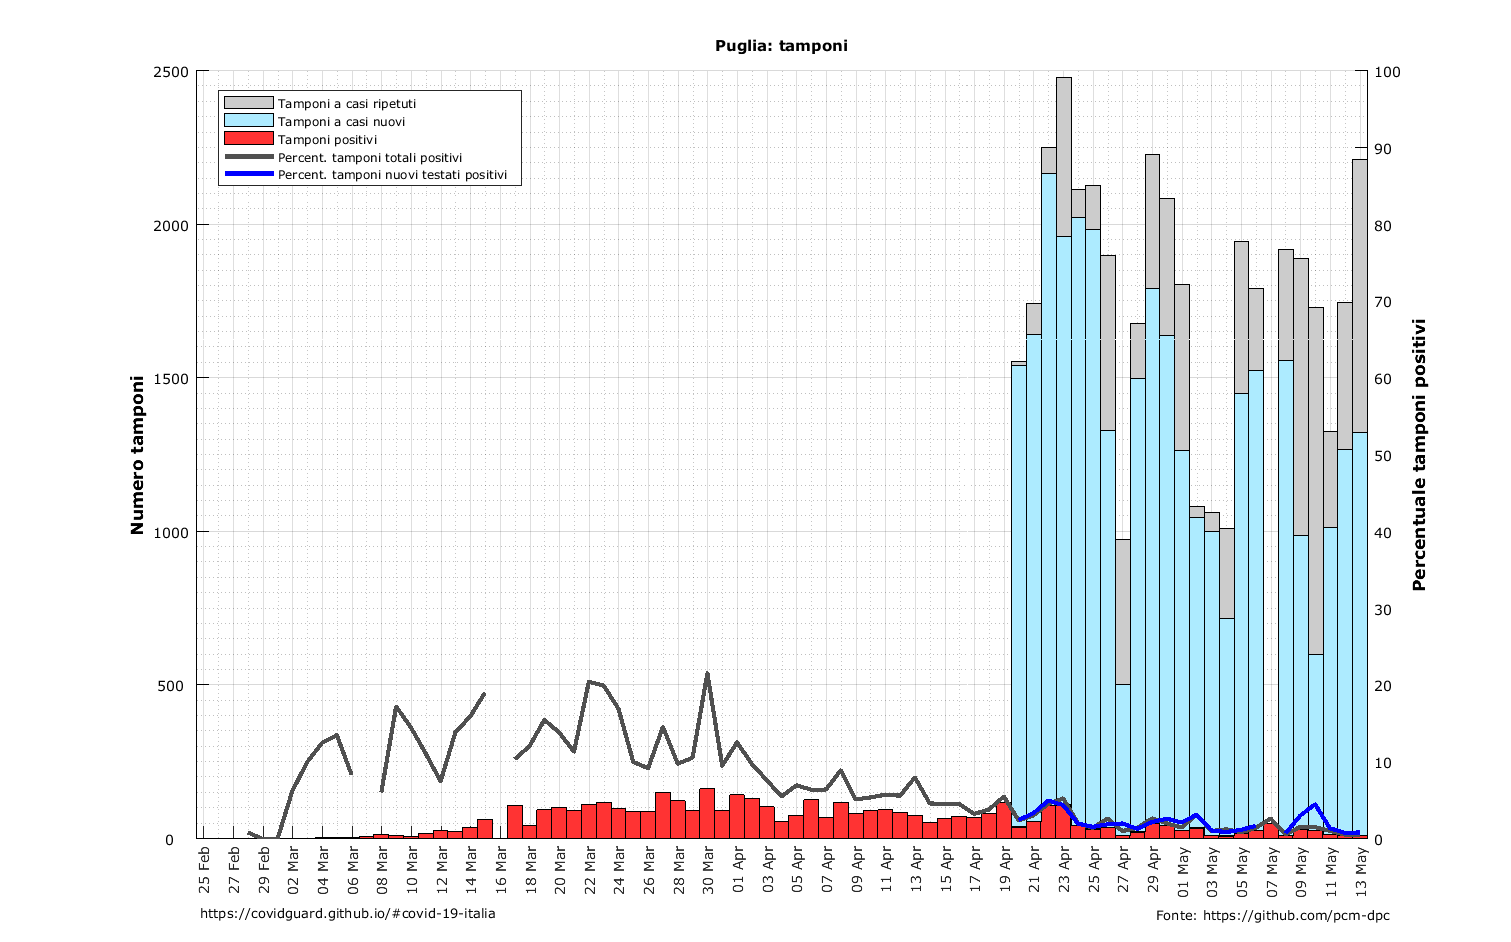 Puglia: tamponi
2500
2000
1500
1000
500
0
Numero tamponi
Tamponi a casi ripetuti
Tamponi a casi nuovi
Tamponi positivi
Percent. tamponi totali positivi
Percent. tamponi nuovi testati positivi
100
90
80
70
60
50
40
30
20
10
0
Percentuale tamponi positivi
25 Feb
27 Feb
29 Feb
02 Mar
04 Mar
06 Mar
08 Mar
10 Mar
12 Mar
14 Mar
16 Mar
18 Mar
20 Mar
22 Mar
24 Mar
26 Mar
28 Mar
30 Mar
01 Apr
03 Apr
05 Apr
07 Apr
09 Apr
11 Apr
13 Apr
15 Apr
17 Apr
19 Apr
21 Apr
23 Apr
25 Apr
27 Apr
29 Apr
01 May
03 May
05 May
07 May
09 May
11 May
13 May
https://covidguard.github.io/#covid-19-italia
Fonte: https://github.com/pcm-dpc